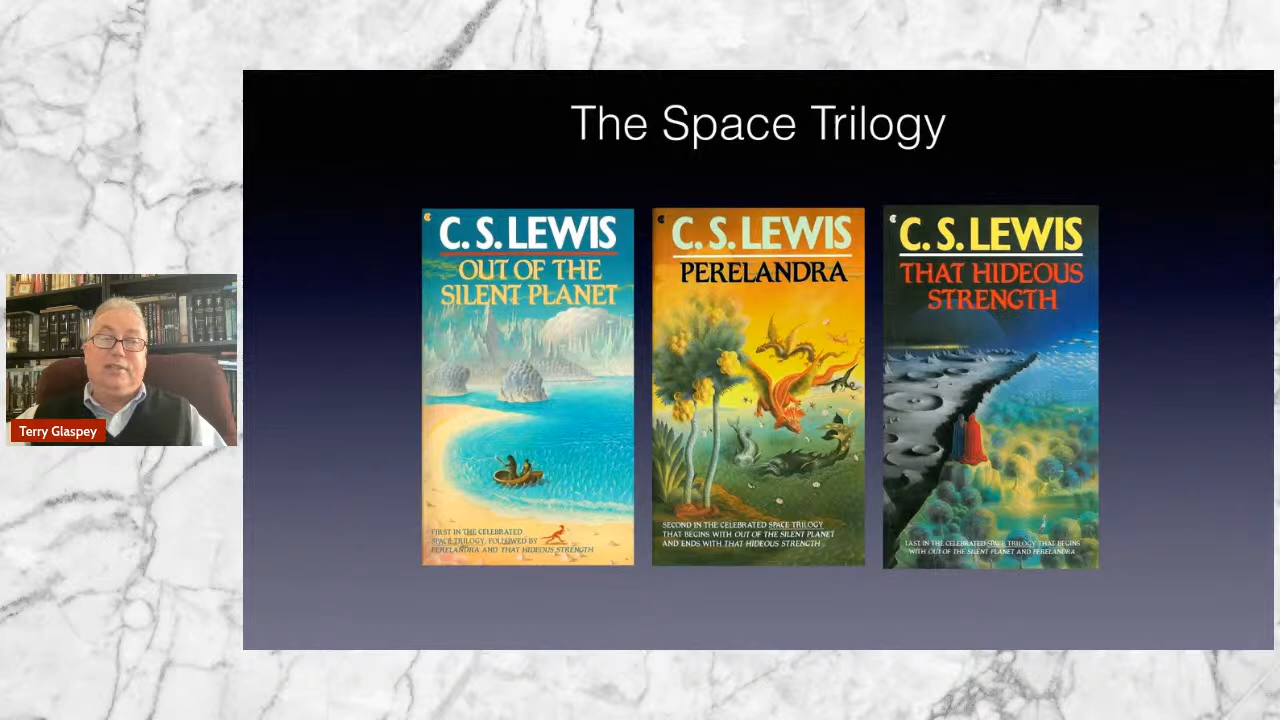 The Space Trilogy
C. S. LEWIS
OUT OF THE
SILENT PLANET
FIRST IN THE CELEBRATED
SPACE TRILOGY, FOLLOWED BY
PERELANDRA AND THAT HIDEOUS STRENGTH
C. S. LEWIS
PERELANDRA
SECOND IN THE CELEBRATED SPACE TRILOGY
THAT BEGINS WITH OUT OF THE SILENT PLANET
AND ENDS WITH THAT HIDEOUS STRENGTH
C. S. LEWIS
THAT HIDEOUS
STRENGTH
LAST IN THE CELEBRATED SPACE TRILOGY THAT BEGINS
WITH OUT OF THE SILENT PLANET AND PERELANDRA
Terry Glaspey